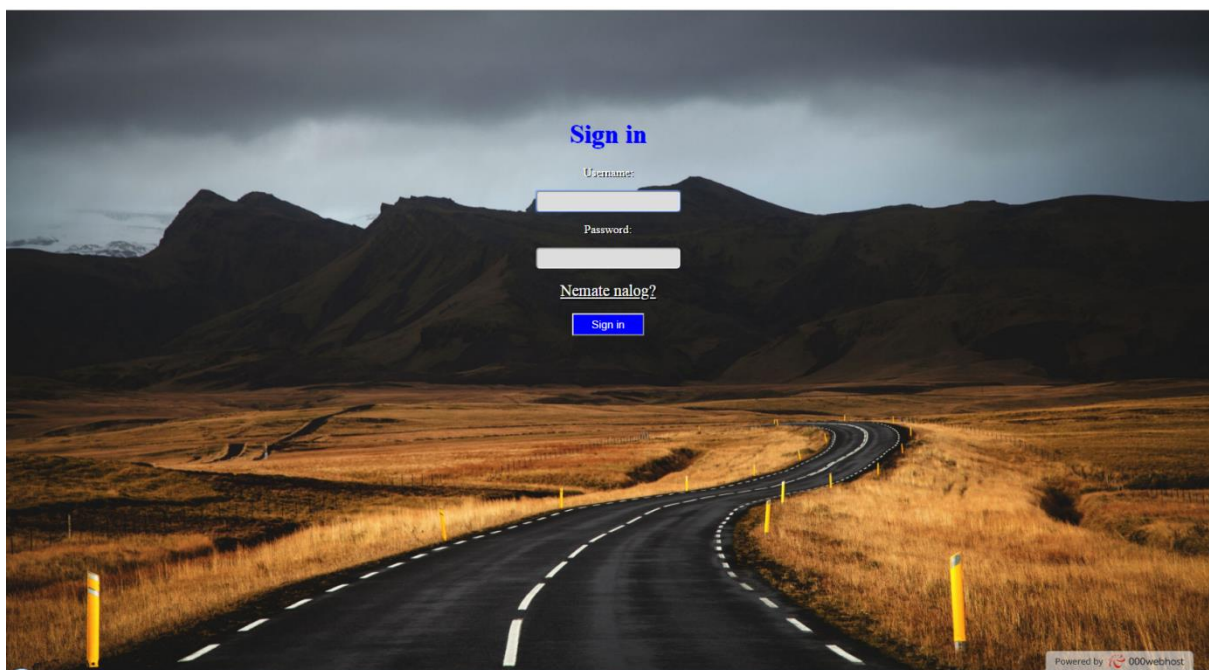 Sign in
Username:
Password:
Nemate nalog?
Sign in
Powered by 000webhost